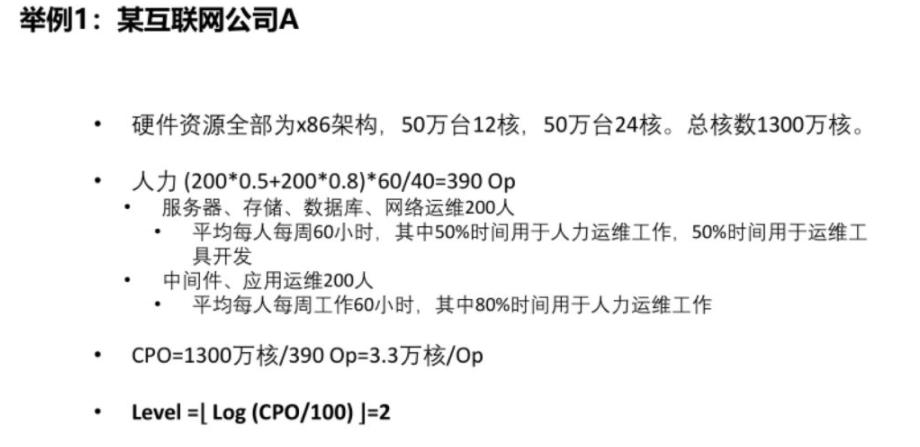 举例1：某互联网公司A
• 硬件资源全部为x86架构，50万台12核，50万台24核。总核数1300万核。
• 人力 (200*0.5+200*0.8)*60/40=390 Op
• 服务器、存储、数据库、网络运维200人
• 平均每人每周60小时，其中50%时间用于人力运维工作，50%时间用于运维工
具开发
• 中间件、应用运维200人
• 平均每人每周工作60小时，其中80%时间用于人力运维工作
• CPO=1300万核/390 Op=3.3万核/Op
• Level =⌊ Log (CPO/100) ⌋=2